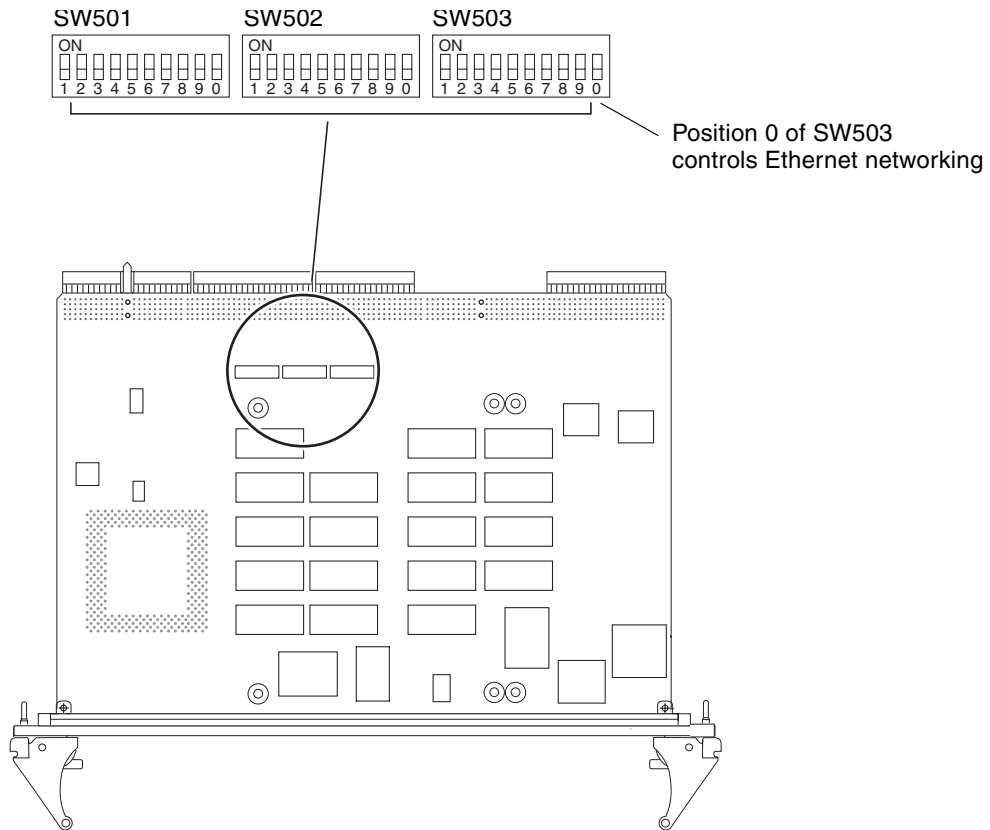 SW501 SW502 SW503
ON ON ON
1 2 3 4 5 6 7 8 9 0 1 2 3 4 5 6 7 8 9 0 1 2 3 4 5 6 7 8 9 0
Position 0 of SW503
controls Ethernet networking